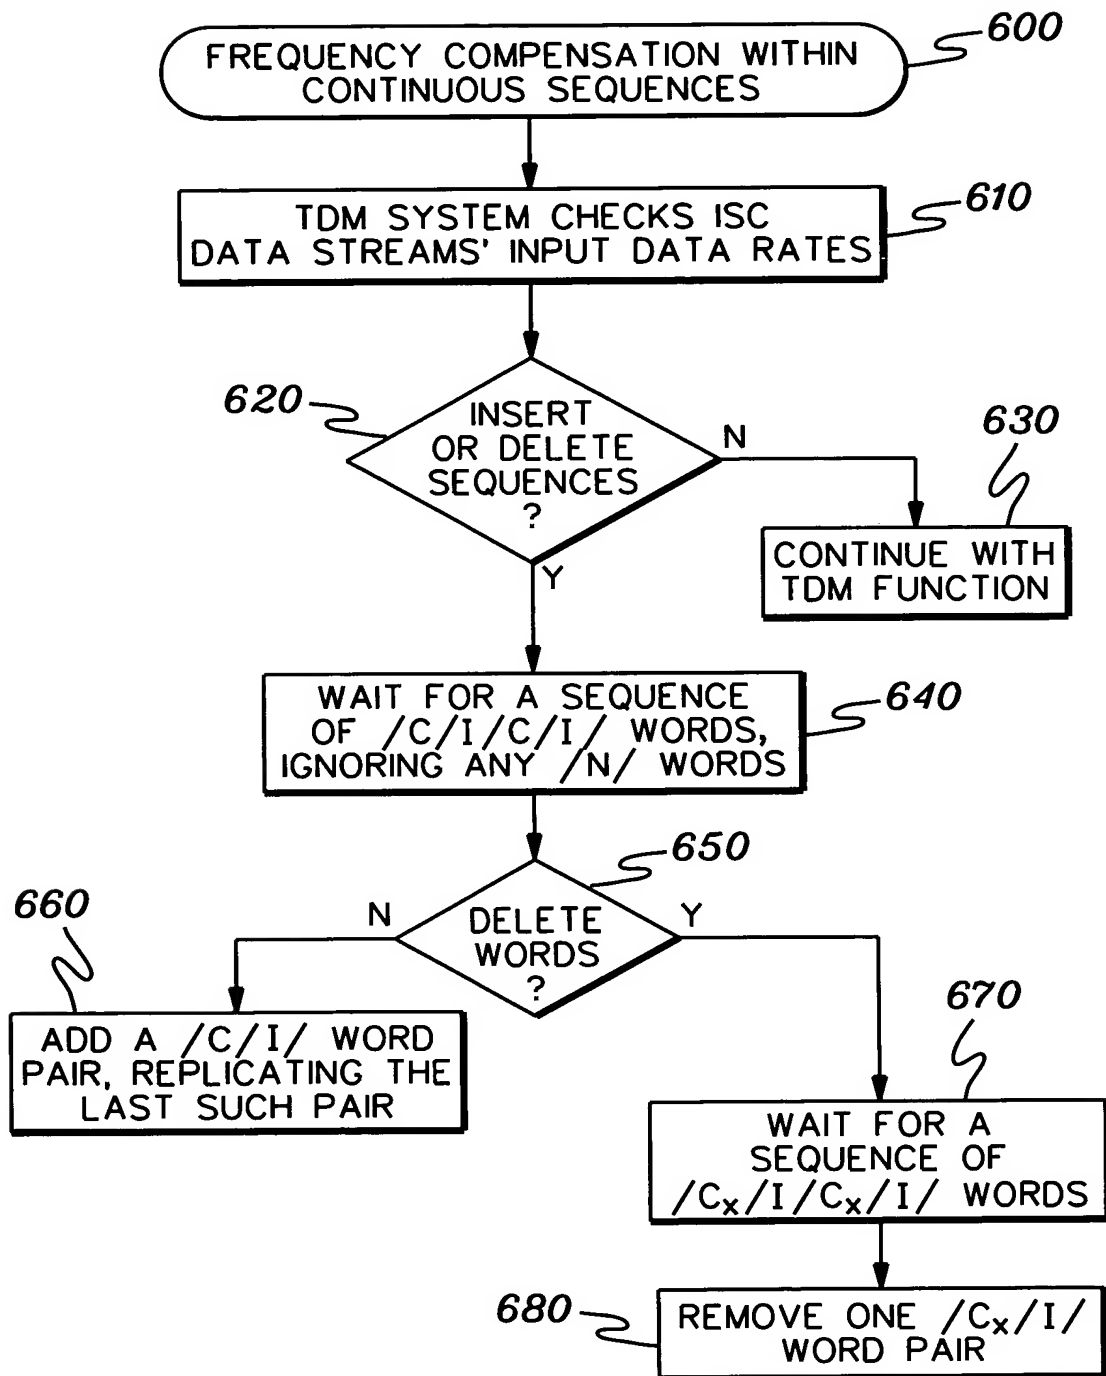 FREQUENCY COMPENSATION WITHIN
CONTINUOUS SEQUENCES
600
TDM SYSTEM CHECKS ISC
DATA STREAMS' INPUT DATA RATES
610
620
INSERT
OR DELETE
SEQUENCES
?
N
Y
630
CONTINUE WITH
TDM FUNCTION
WAIT FOR A SEQUENCE
OF /C/I/C/I/ WORDS,
IGNORING ANY /N/ WORDS
640
650
DELETE
WORDS
?
N
Y
660
ADD A /C/I/ WORD
PAIR, REPLICATING THE
LAST SUCH PAIR
670
WAIT FOR A
SEQUENCE OF
/Cx/I/Cx/I/ WORDS
680
REMOVE ONE /Cx/I/
WORD PAIR